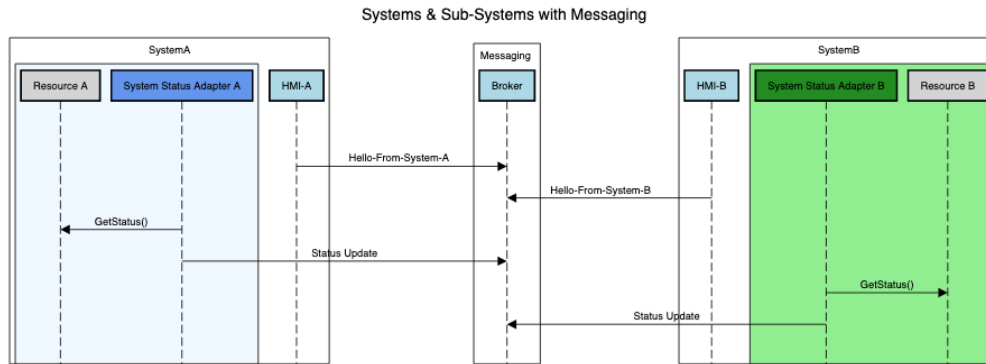 Systems & Sub-Systems with Messaging
SystemA
Messaging
SystemB
Resource A
System Status Adapter A
HMI-A
Broker
HMI-B
System Status Adapter B
Resource B
Hello-From-System-A
Hello-From-System-B
GetStatus()
Status Update
GetStatus()
Status Update